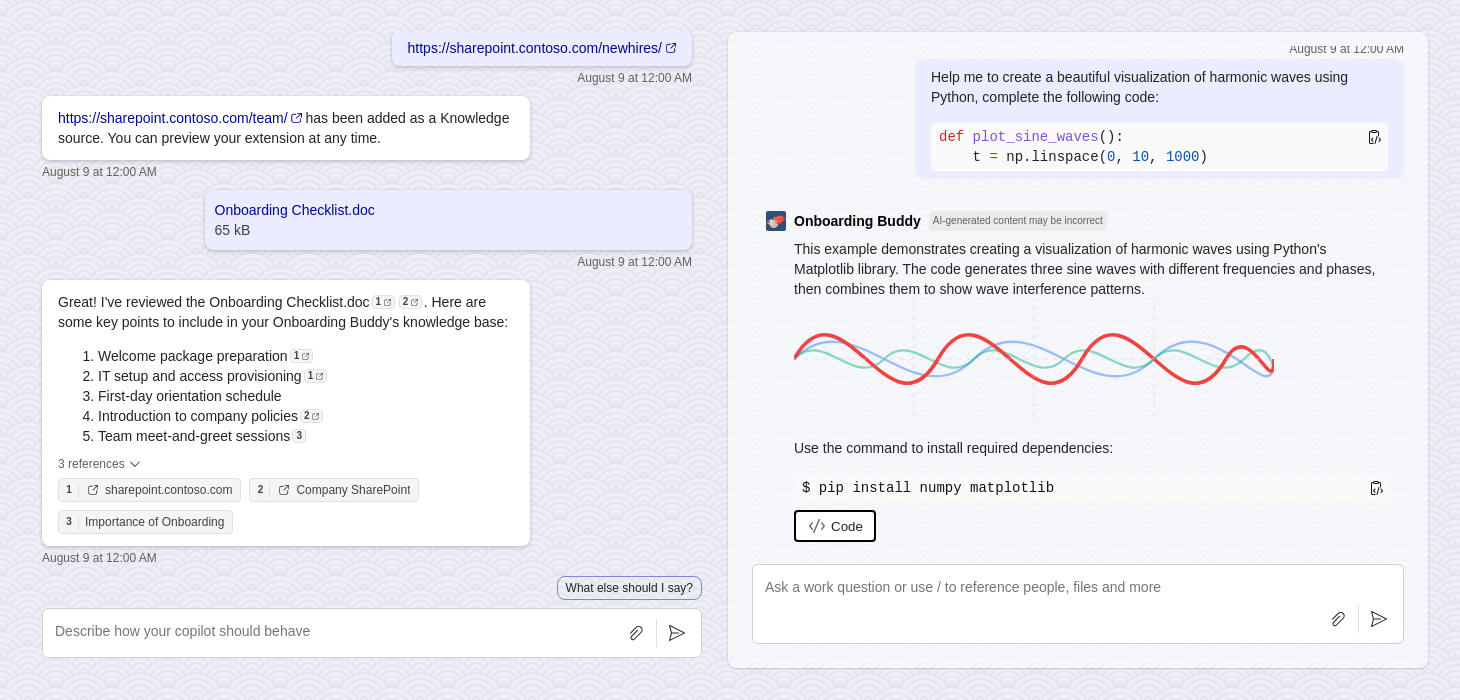 https://sharepoint.contoso.com/newhires/
August 9 at 12:00 AM
https://sharepoint.contoso.com/team/ has been added as a Knowledge
source. You can preview your extension at any time.
August 9 at 12:00 AM
Onboarding Checklist.doc
65 kB
August 9 at 12:00 AM
Great! I've reviewed the Onboarding Checklist.doc 1 2 . Here are
some key points to include in your Onboarding Buddy's knowledge base:
1. Welcome package preparation 1
2. IT setup and access provisioning 1
3. First-day orientation schedule
4. Introduction to company policies 2
5. Team meet-and-greet sessions 3
3 references
1 sharepoint.contoso.com 2 Company SharePoint
3 Importance of Onboarding
August 9 at 12:00 AM
What else should I say?
Describe how your copilot should behave
August 9 at 12:00 AM
Help me to create a beautiful visualization of harmonic waves using
Python, complete the following code:
def plot_sine_waves():
    t = np.linspace(0, 10, 1000)
Onboarding Buddy AI-generated content may be incorrect
This example demonstrates creating a visualization of harmonic waves using Python's
Matplotlib library. The code generates three sine waves with different frequencies and phases,
then combines them to show wave interference patterns.
Use the command to install required dependencies:
$ pip install numpy matplotlib
Code
Ask a work question or use / to reference people, files and more